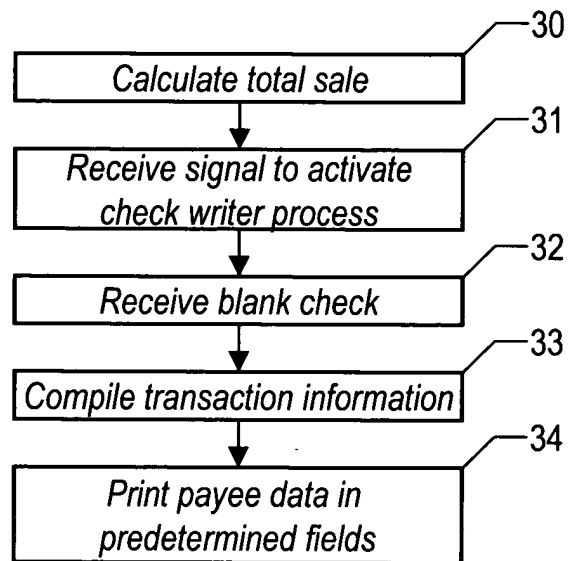 30
Calculate total sale
31
Receive signal to activate
check writer process
32
Receive blank check
33
Compile transaction information
34
Print payee data in
predetermined fields